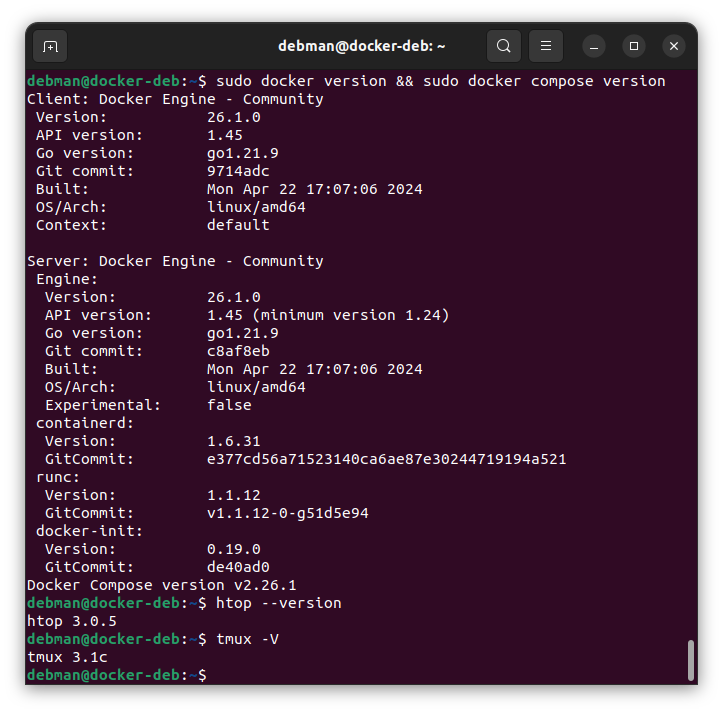 debman@docker-deb: ~
debman@docker-deb:~$ sudo docker version && sudo docker compose version
Client: Docker Engine - Community
 Version:           26.1.0
 API version:       1.45
 Go version:        go1.21.9
 Git commit:        9714adc
 Built:             Mon Apr 22 17:07:06 2024
 OS/Arch:           linux/amd64
 Context:           default

Server: Docker Engine - Community
 Engine:
  Version:          26.1.0
  API version:      1.45 (minimum version 1.24)
  Go version:       go1.21.9
  Git commit:       c8af8eb
  Built:            Mon Apr 22 17:07:06 2024
  OS/Arch:          linux/amd64
  Experimental:     false
 containerd:
  Version:          1.6.31
  GitCommit:        e377cd56a71523140ca6ae87e30244719194a521
 runc:
  Version:          1.1.12
  GitCommit:        v1.1.12-0-g51d5e94
 docker-init:
  Version:          0.19.0
  GitCommit:        de40ad0
Docker Compose version v2.26.1
debman@docker-deb:~$ htop --version
htop 3.0.5
debman@docker-deb:~$ tmux -V
tmux 3.1c
debman@docker-deb:~$